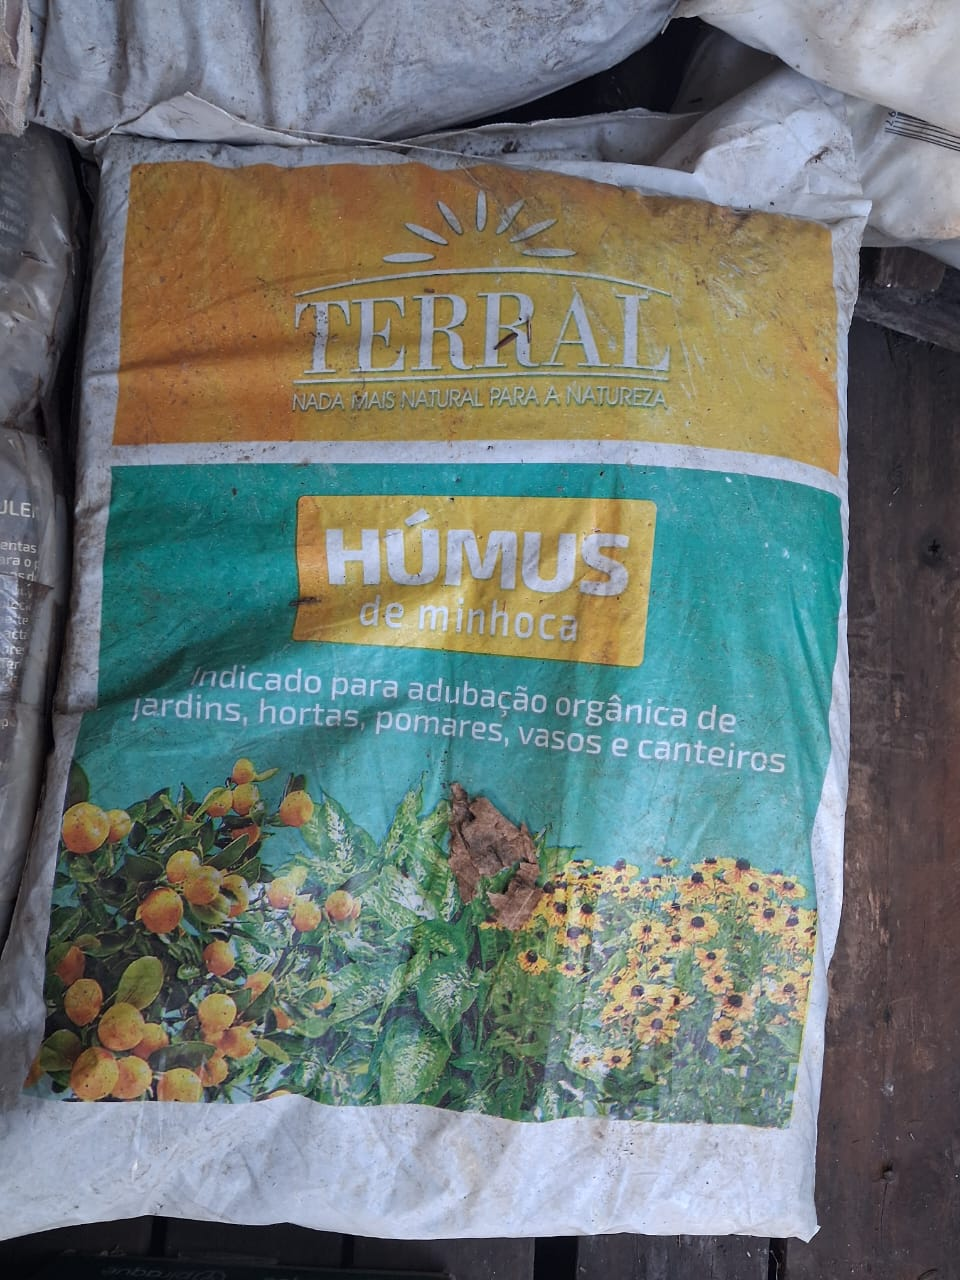 TERRAL
NADA MAIS NATURAL PARA A NATUREZA
HÚMUS
de minhoca
Indicado para adubação orgânica de
jardins, hortas, pomares, vasos e canteiros